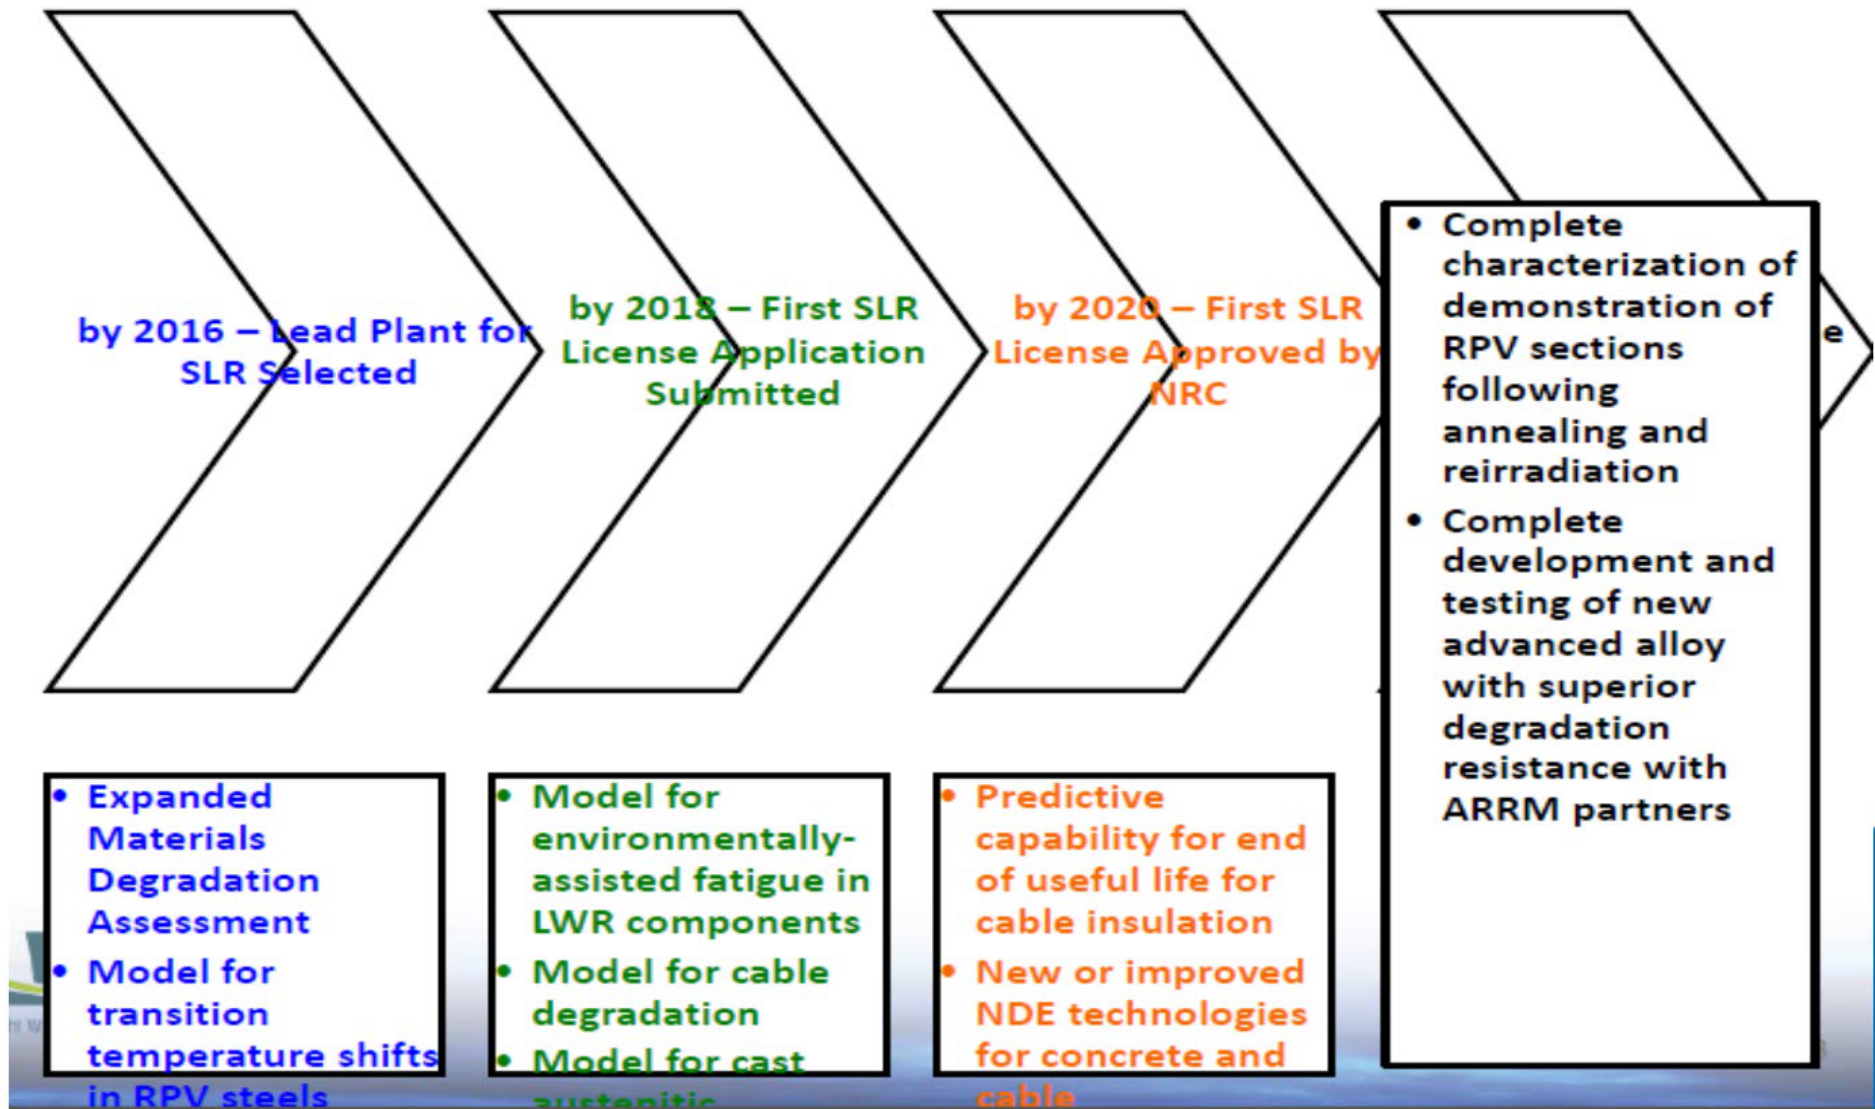 by 2016 – Lead Plant for
SLR Selected
by 2018 – First SLR
License Application
Submitted
by 2020 – First SLR
License Approved by
NRC
e
• Complete
characterization of
demonstration of
RPV sections
following
annealing and
reirradiation
• Complete
development and
testing of new
advanced alloy
with superior
degradation
resistance with
ARRM partners
• Expanded
Materials
Degradation
Assessment
• Model for
transition
temperature shifts
in RPV steels
• Model for
environmentally-
assisted fatigue in
LWR components
• Model for cable
degradation
• Model for cast
austenitic
• Predictive
capability for end
of useful life for
cable insulation
• New or improved
NDE technologies
for concrete and
cable